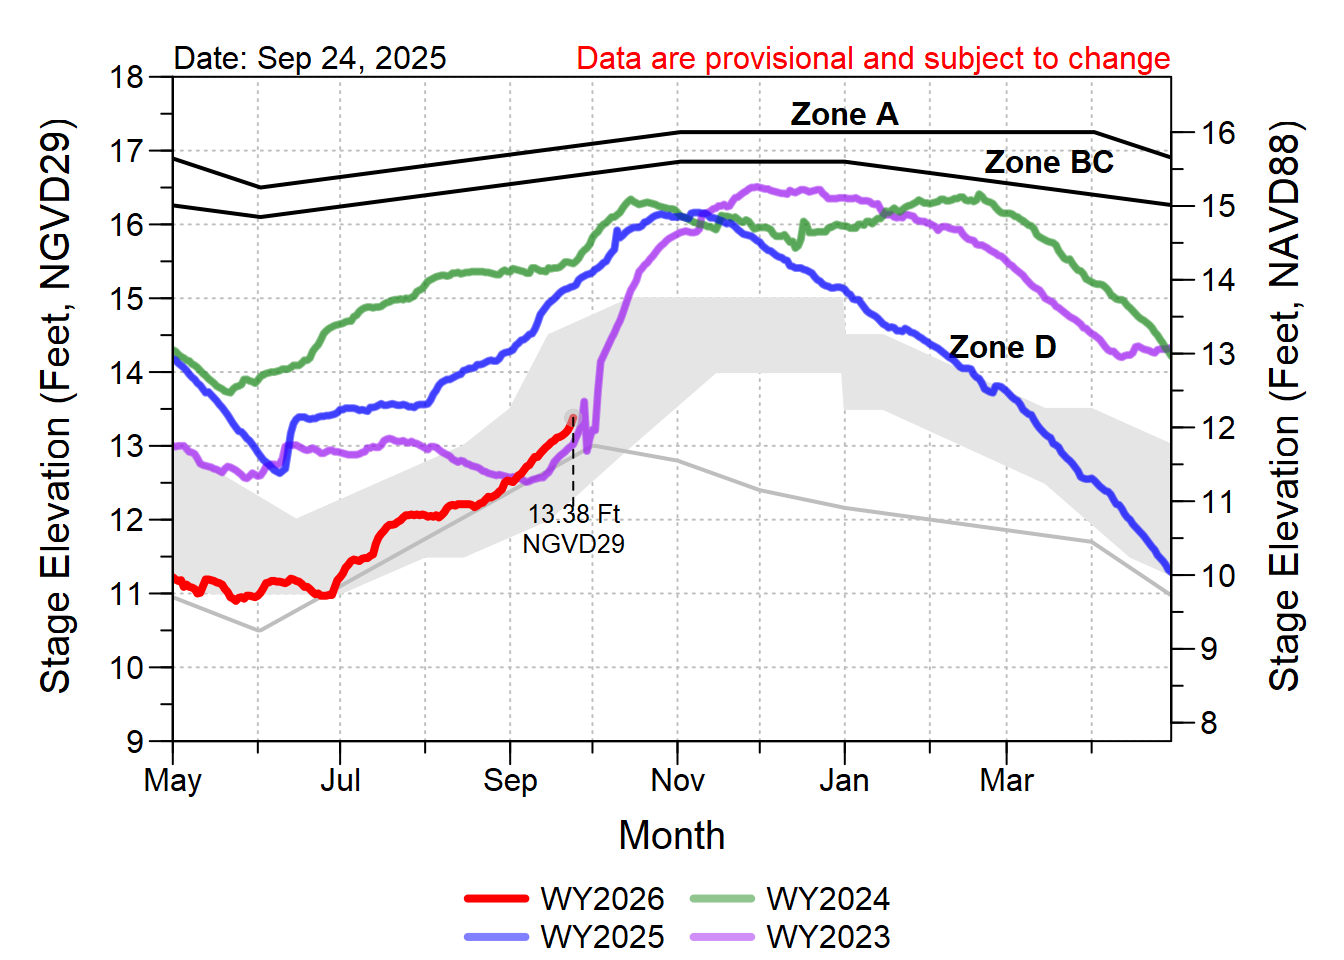 Date: Sep 24, 2025
Data are provisional and subject to change
Stage Elevation (Feet, NGVD29)
18
17
16
15
14
13
12
11
10
9
Zone A
Zone BC
Zone D
13.38 Ft
NGVD29
16
15
14
13
12
11
10
9
8
Stage Elevation (Feet, NAVD88)
May Jul Sep Nov Jan Mar
Month
WY2026 WY2024
WY2025 WY2023